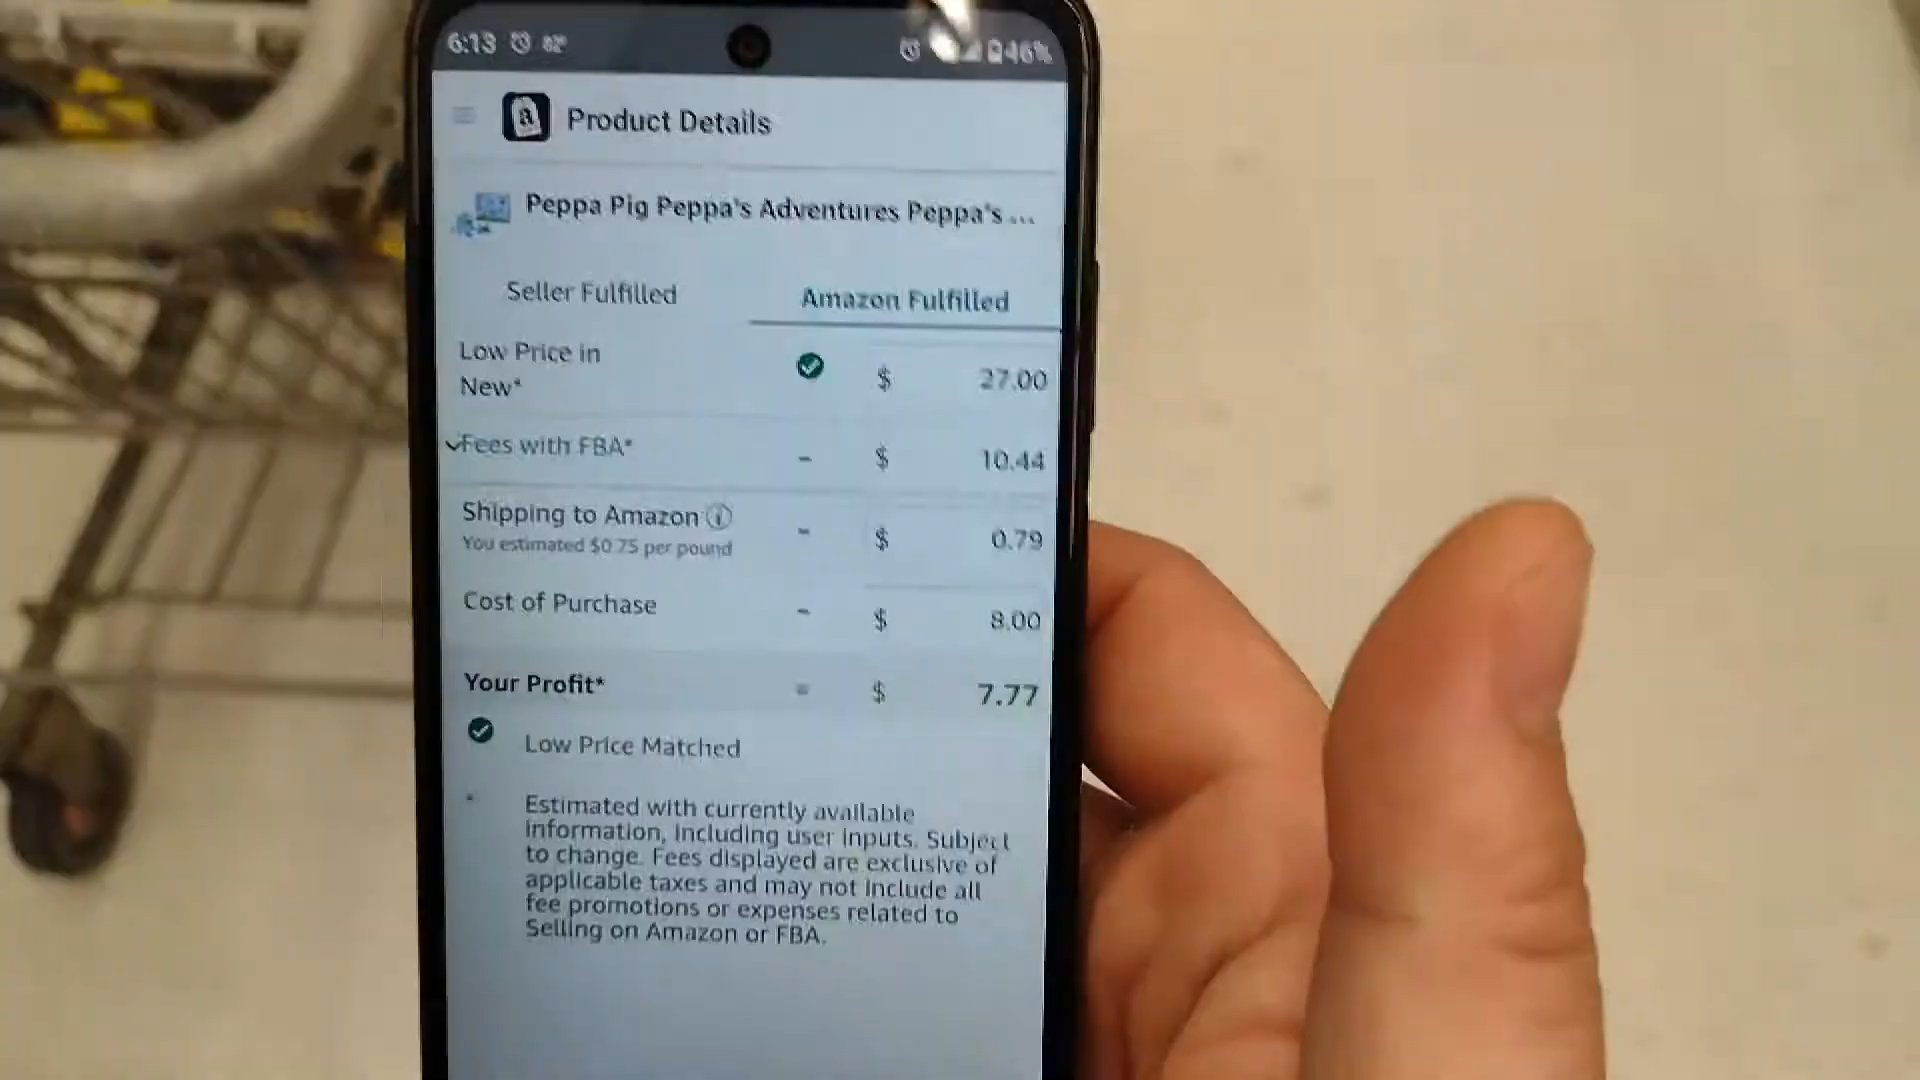 6:13 82°
46%
a Product Details
Peppa Pig Peppa's Adventures Peppa's ...
Seller Fulfilled Amazon Fulfilled
Low Price in
New* $ 27.00
Fees with FBA* - $ 10.44
Shipping to Amazon - $ 0.79
You estimated $0.75 per pound
Cost of Purchase - $ 8.00
Your Profit* = $ 7.77
Low Price Matched
* Estimated with currently available
information, including user inputs. Subject
to change. Fees displayed are exclusive of
applicable taxes and may not include all
fee promotions or expenses related to
Selling on Amazon or FBA.